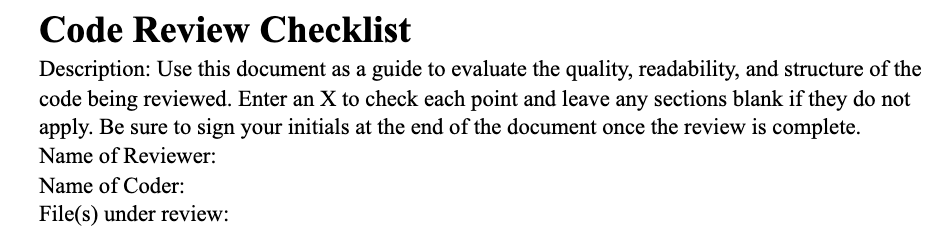 Code Review Checklist
Description: Use this document as a guide to evaluate the quality, readability, and structure of the
code being reviewed. Enter an X to check each point and leave any sections blank if they do not
apply. Be sure to sign your initials at the end of the document once the review is complete.
Name of Reviewer:
Name of Coder:
File(s) under review: